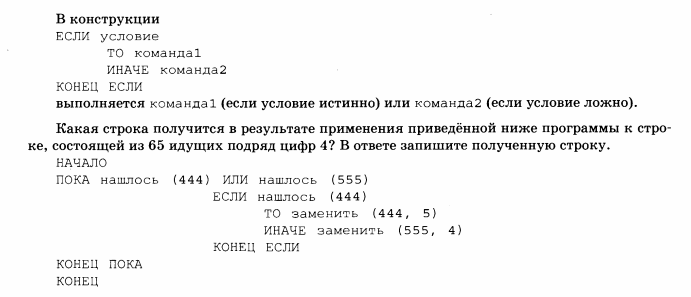 В конструкции
ЕСЛИ условие
ТО команда1
ИНАЧЕ команда2
КОНЕЦ ЕСЛИ
выполняется команда1 (если условие истинно) или команда2 (если условие ложно).
Какая строка получится в результате применения приведённой ниже программы к стро-
ке, состоящей из 65 идущих подряд цифр 4? В ответе запишите полученную строку.
НАЧАЛО
ПОКА нашлось (444) ИЛИ нашлось (555)
ЕСЛИ нашлось (444)
ТО заменить (444, 5)
ИНАЧЕ заменить (555, 4)
КОНЕЦ ЕСЛИ
КОНЕЦ ПОКА
КОНЕЦ